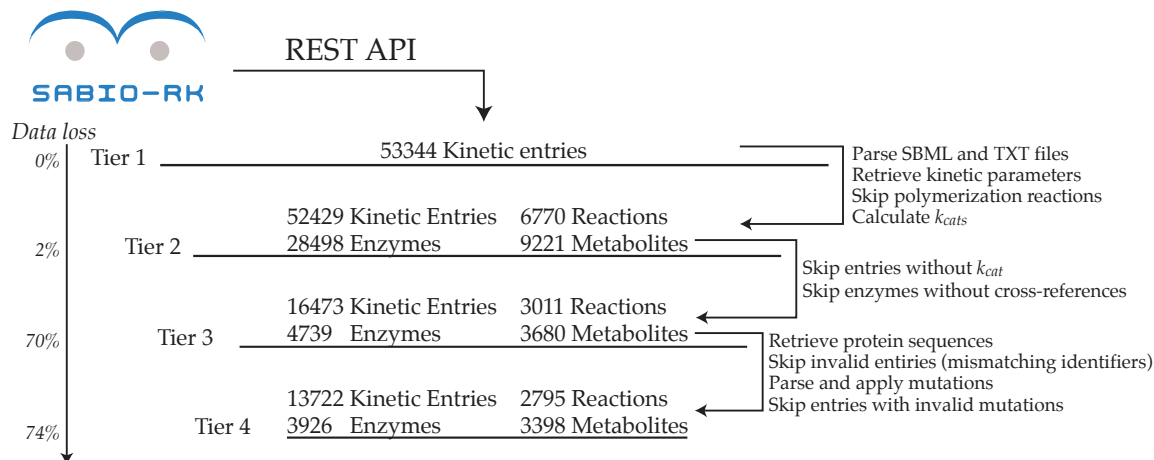 SABIO-RK
REST API
Data loss
0%
Tier 1
53344 Kinetic entries
Parse SBML and TXT files
Retrieve kinetic parameters
Skip polymerization reactions
Calculate kcats
52429 Kinetic Entries 6770 Reactions
2%
Tier 2
28498 Enzymes 9221 Metabolites
Skip entries without kcat
Skip enzymes without cross-references
16473 Kinetic Entries 3011 Reactions
70%
Tier 3
4739 Enzymes 3680 Metabolites
Retrieve protein sequences
Skip invalid entiries (mismatching identifiers)
Parse and apply mutations
Skip entries with invalid mutations
13722 Kinetic Entries 2795 Reactions
74%
Tier 4
3926 Enzymes 3398 Metabolites